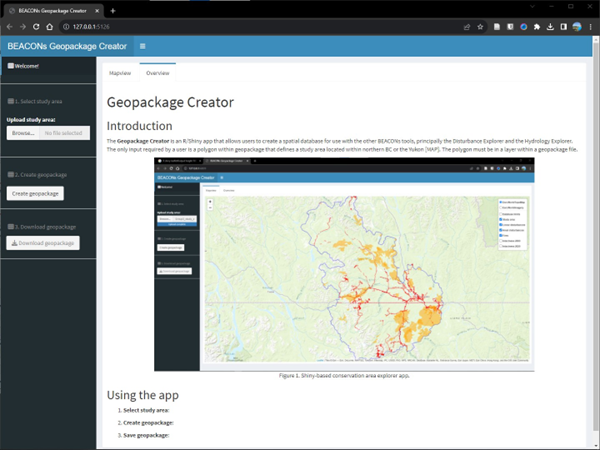 BEACONs Geopackage Creator
127.0.0.1:5126
BEACONs Geopackage Creator
Welcome!
Mapview
Overview
1. Select study area
Upload study area:
Browse...
No file selected
2. Create geopackage
Create geopackage
3. Download geopackage
Download geopackage
Geopackage Creator
Introduction
The Geopackage Creator is an R/Shiny app that allows users to create a spatial database for use with the other BEACONs tools, principally the Disturbance Explorer and the Hydrology Explorer.
The only input required by a user is a polygon within geopackage that defines a study area located within northern BC or the Yukon [MAP]. The polygon must be in a layer within a geopackage file.
BEACONs Geopackage Creator
Figure 1. Shiny-based conservation area explorer app.
Using the app
1. Select study area:
2. Create geopackage:
3. Save geopackage: